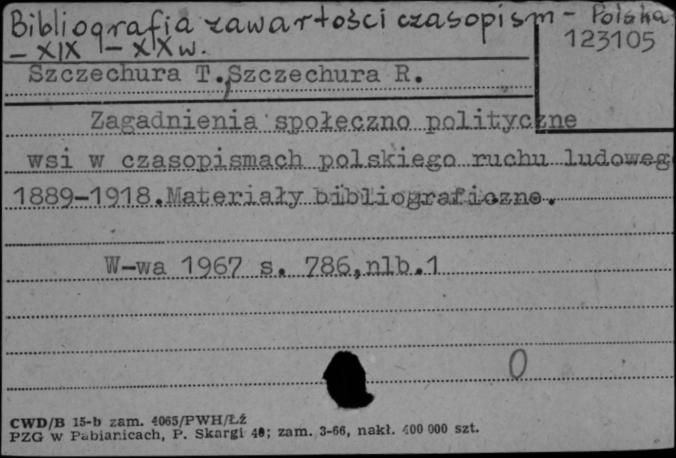 Bibliografia zawartości czasopism - Polska
- XIX - XX w.
123105
Szczechura T., Szczechura R.
Zagadnienia społeczno polityczne
wsi w czasopismach polskiego ruchu ludoweg
1889-1918. Materiały bibliograficzne.
W-wa 1967 s. 786, nlb.1
0
CWD/B 15-b zam. 4065/PWH/Łź
PZG w Pabianicach, P. Skargi 40; zam. 3-66, nakł. 400 000 szt.